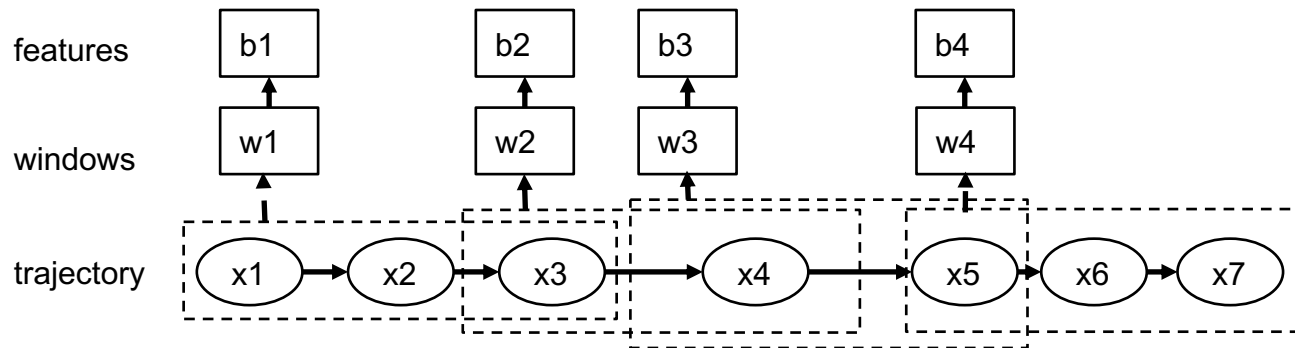 features b1 b2 b3 b4
windows w1 w2 w3 w4
trajectory x1 x2 x3 x4 x5 x6 x7